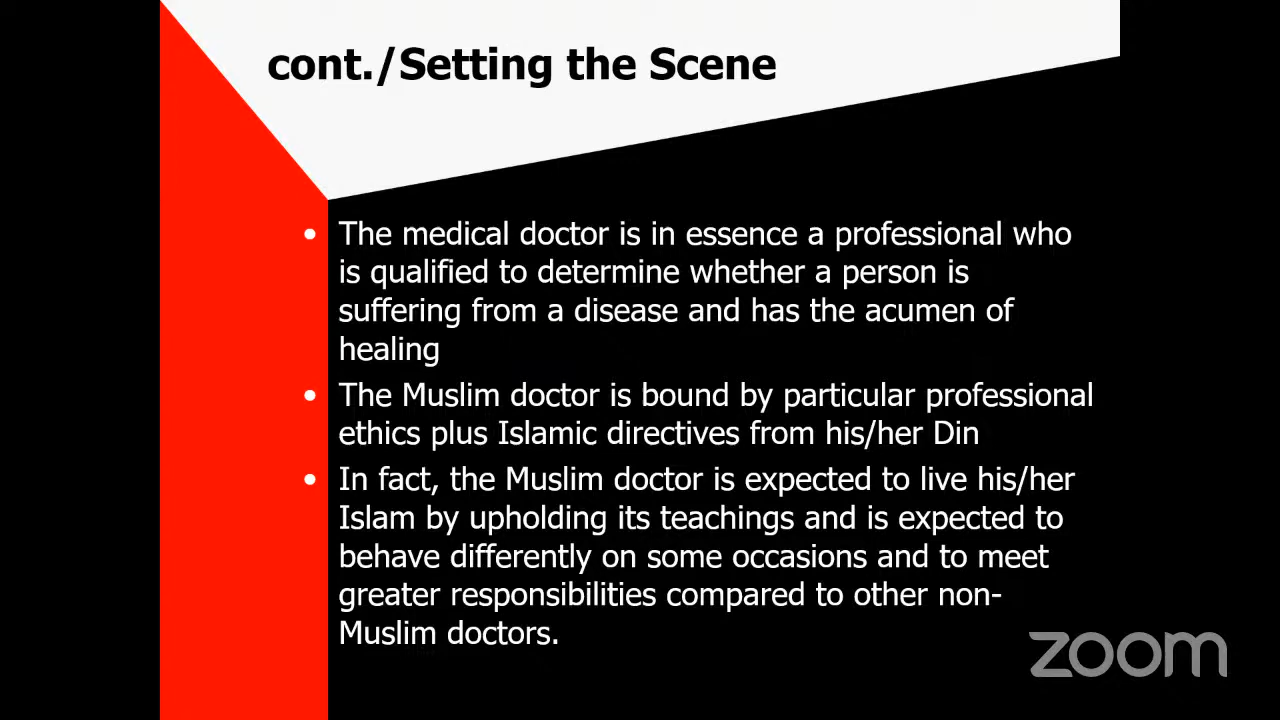 cont./Setting the Scene
• The medical doctor is in essence a professional who
is qualified to determine whether a person is
suffering from a disease and has the acumen of
healing
• The Muslim doctor is bound by particular professional
ethics plus Islamic directives from his/her Din
• In fact, the Muslim doctor is expected to live his/her
Islam by upholding its teachings and is expected to
behave differently on some occasions and to meet
greater responsibilities compared to other non-
Muslim doctors.
zoom